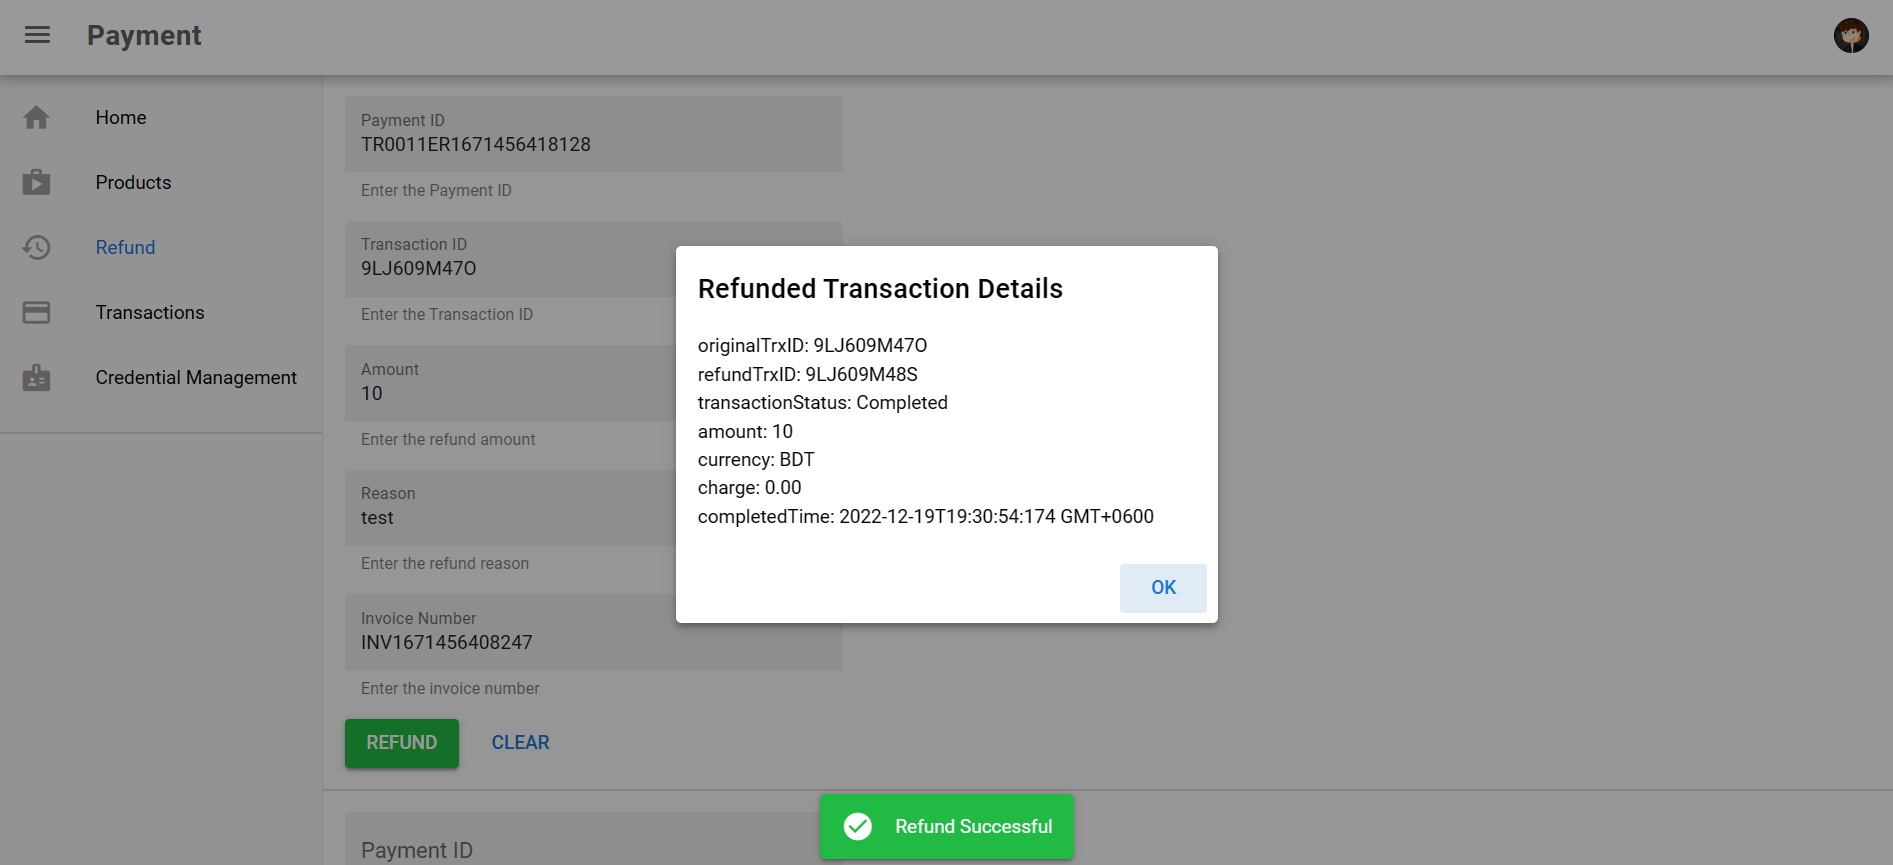 Payment
Home
Products
Refund
Transactions
Credential Management
Payment ID
TR0011ER1671456418128
Enter the Payment ID
Transaction ID
9LJ609M47O
Enter the Transaction ID
Amount
10
Enter the refund amount
Reason
test
Enter the refund reason
Invoice Number
INV1671456408247
Enter the invoice number
REFUND CLEAR
Payment ID
Refunded Transaction Details
originalTrxID: 9LJ609M47O
refundTrxID: 9LJ609M48S
transactionStatus: Completed
amount: 10
currency: BDT
charge: 0.00
completedTime: 2022-12-19T19:30:54:174 GMT+0600
OK
Refund Successful